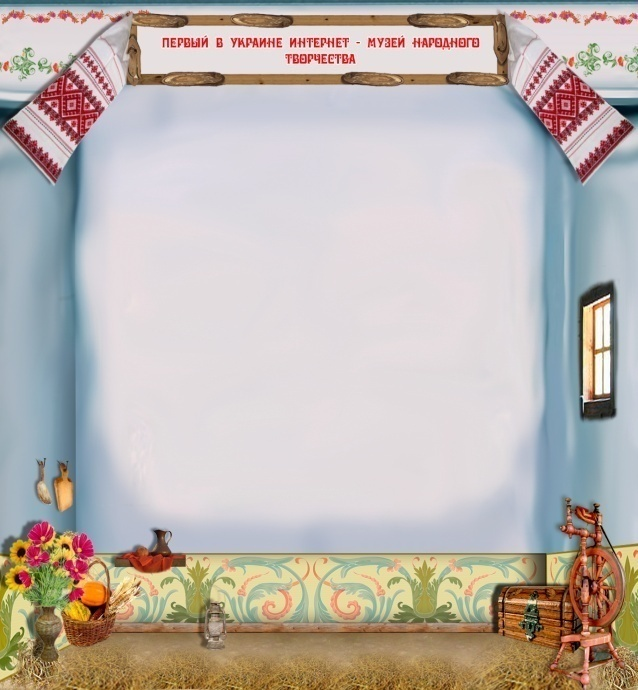 ПЕРВЫЙ В УКРАИНЕ ИНТЕРНЕТ - МУЗЕЙ НАРОДНОГО
ТВОРЧЕСТВА